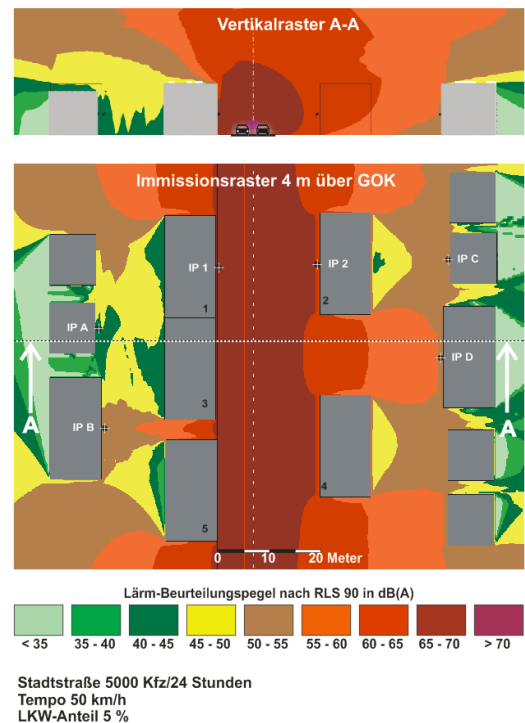 Vertikalraster A-A
Immissionsraster 4 m über GOK
IP 1
IP 2
IP C
1
2
IP A
IP D
A
A
IP B
3
4
5
0 10 20 Meter
Lärm-Beurteilungspegel nach RLS 90 in dB(A)
< 35 35 - 40 40 - 45 45 - 50 50 - 55 55 - 60 60 - 65 65 - 70 > 70
Stadtstraße 5000 Kfz/24 Stunden
Tempo 50 km/h
LKW-Anteil 5 %